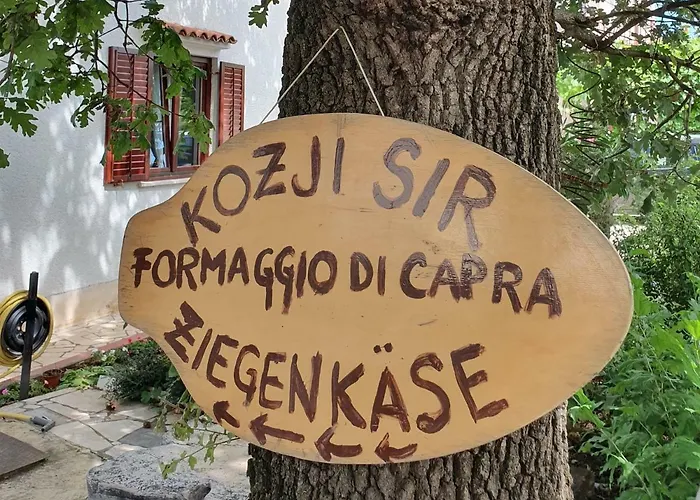 KOZJI SIR
FORMAGGIO DI CAPRA
ZIEGENKÄSE